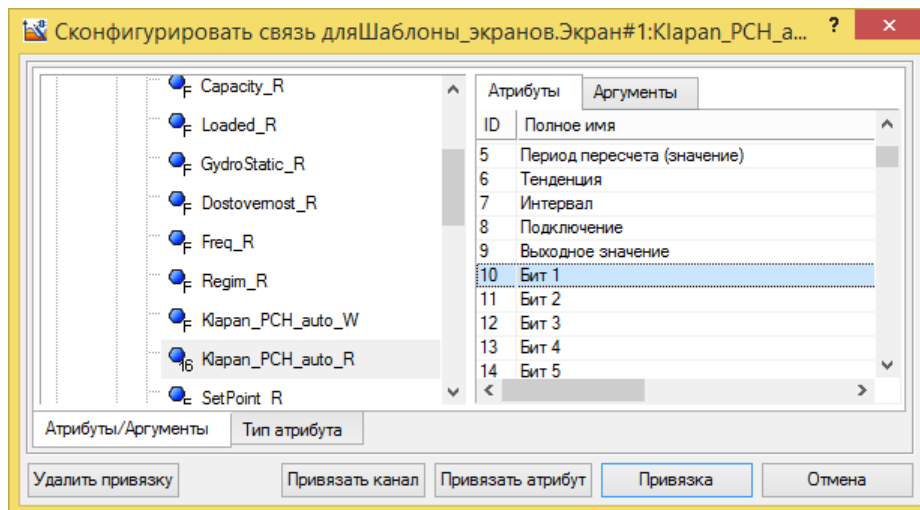 Сконфигурировать связь дляШаблоны_экранов.Экран#1:Klapan_PCH_a... ?
Capacity_R
Loaded_R
GydroStatic_R
Dostovernost_R
Freq_R
Regim_R
Klapan_PCH_auto_W
Klapan_PCH_auto_R
SetPoint_R
Атрибуты Аргументы
ID Полное имя
5 Период пересчета (значение)
6 Тенденция
7 Интервал
8 Подключение
9 Выходное значение
10 Бит 1
11 Бит 2
12 Бит 3
13 Бит 4
14 Бит 5
Атрибуты/Аргументы Тип атрибута
Удалить привязку Привязать канал Привязать атрибут Привязка Отмена